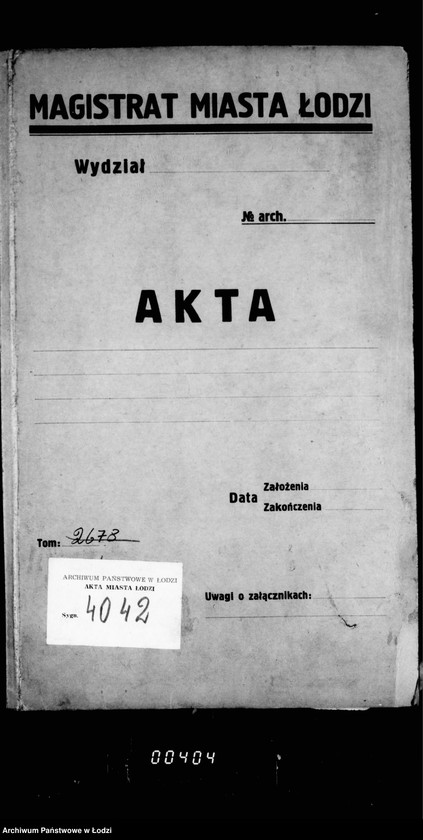 MAGISTRAT MIASTA ŁODZI
Wydział
№ arch.
AKTA
Data
Założenia
Zakończenia
Tom: 2673
ARCHIWUM PAŃSTWOWE W ŁODZI
AKTA MIASTA ŁODZI
Sygn. 4042
Uwagi o załącznikach:
00404
Archiwum Państwowe w Łodzi